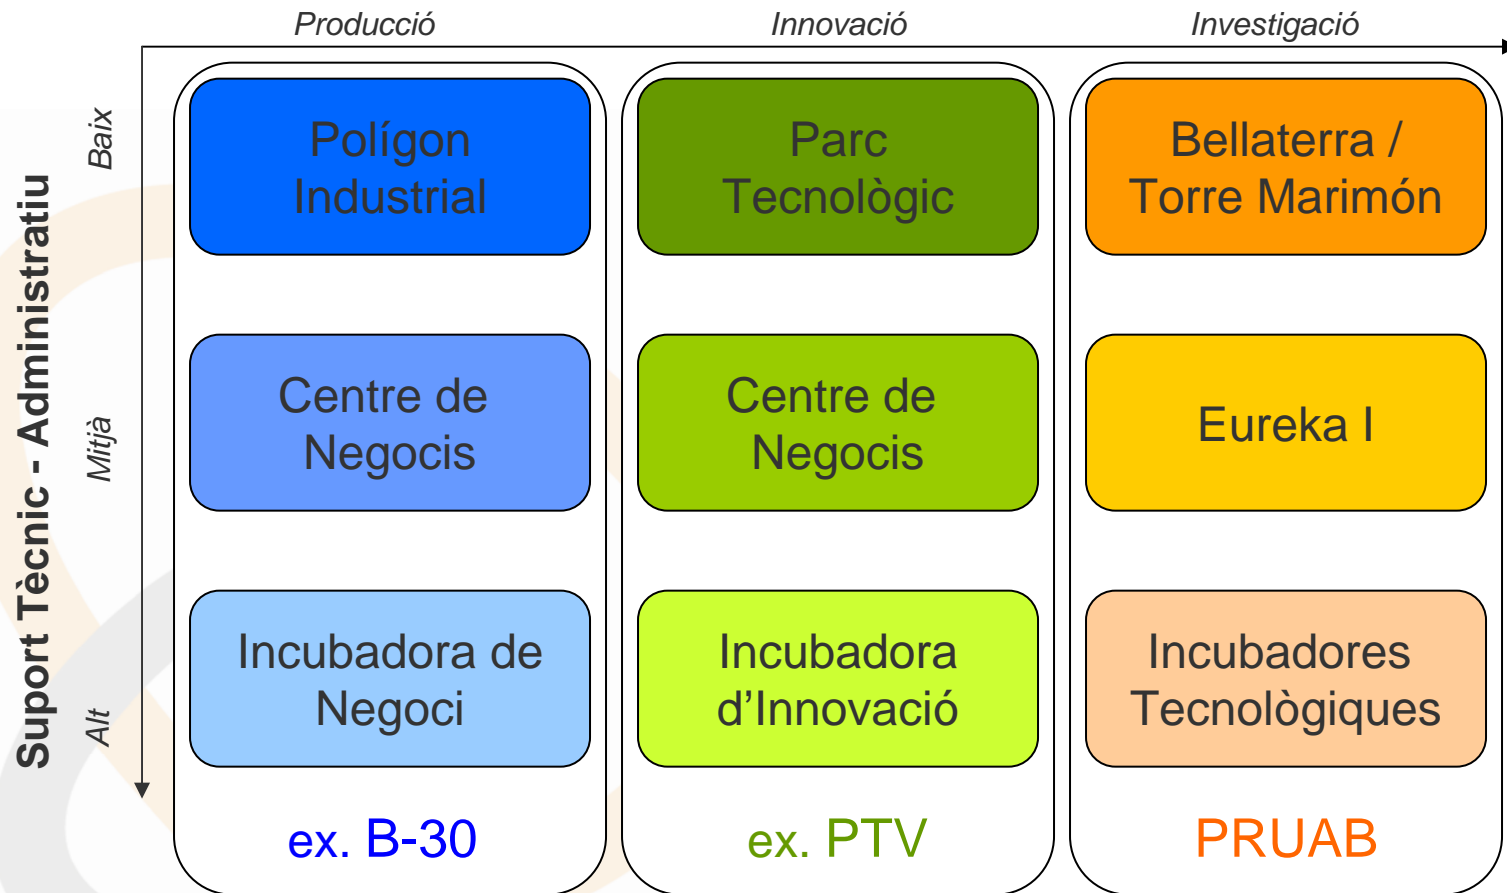 Producció
Innovació
Investigació
Suport Tècnic - Administratiu
Baix
Polígon
Industrial
Parc
Tecnològic
Bellaterra /
Torre Marimón
Mitjà
Centre de
Negocis
Centre de
Negocis
Eureka I
Alt
Incubadora de
Negoci
Incubadora
d’Innovació
Incubadores
Tecnològiques
ex. B-30
ex. PTV
PRUAB